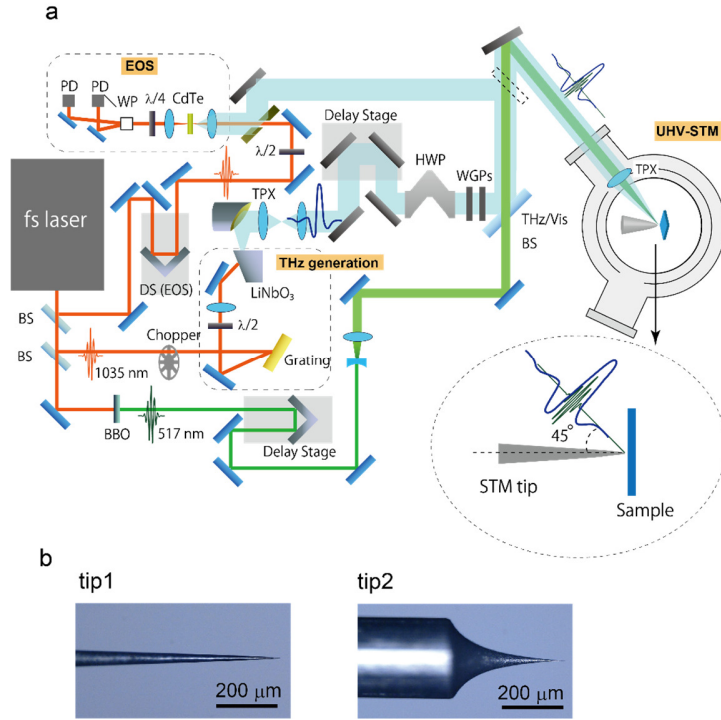 a
EOS
PD
PD
WP
λ/4
CdTe
λ/2
Delay Stage
HWP
WGPs
UHV-STM
TPX
fs laser
TPX
THz/Vis
BS
DS (EOS)
THz generation
LiNbO3
BS
BS
Chopper
λ/2
1035 nm
Grating
BBO
517 nm
Delay Stage
45°
STM tip
Sample
b
tip1
tip2
200 μm
200 μm